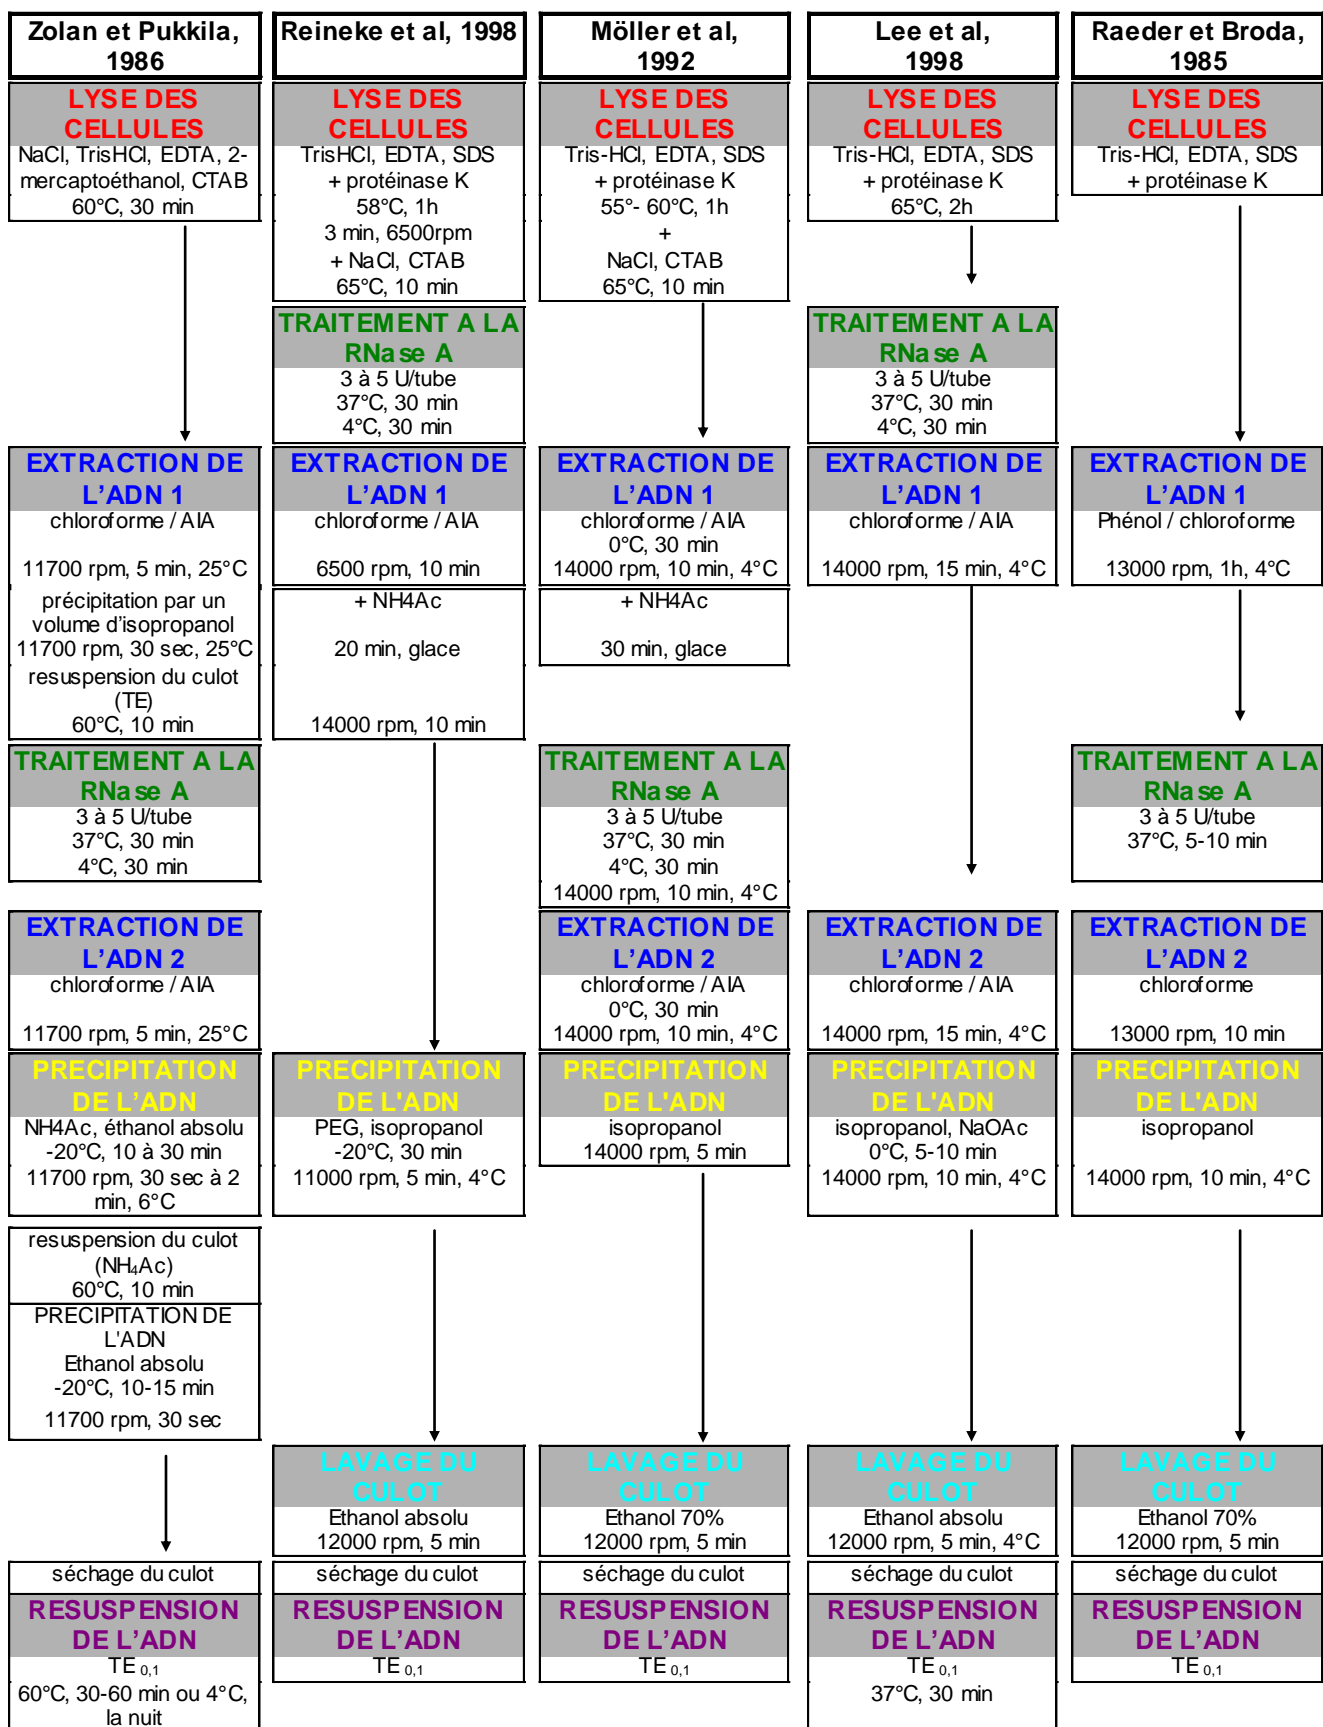 Zolan et Pukkila,
1986
LYSE DES
CELLULES
NaCl, TrisHCl, EDTA, 2-
mercaptoéthanol, CTAB
60°C, 30 min
EXTRACTION DE
L’ADN 1
chloroforme / AIA
11700 rpm, 5 min, 25°C
précipitation par un
volume d'isopropanol
11700 rpm, 30 sec, 25°C
resuspension du culot
(TE)
60°C, 10 min
TRAITEMENT A LA
RNase A
3 à 5 U/tube
37°C, 30 min
4°C, 30 min
EXTRACTION DE
L’ADN 2
chloroforme / AIA
11700 rpm, 5 min, 25°C
PRECIPITATION
DE L’ADN
NH4Ac, éthanol absolu
-20°C, 10 à 30 min
11700 rpm, 30 sec à 2
min, 6°C
resuspension du culot
(NH₄Ac)
60°C, 10 min
PRECIPITATION DE
L'ADN
Ethanol absolu
-20°C, 10-15 min
11700 rpm, 30 sec
séchage du culot
RESUSPENSION
DE L’ADN
TE 0,1
60°C, 30-60 min ou 4°C,
la nuit
Reineke et al, 1998
LYSE DES
CELLULES
TrisHCl, EDTA, SDS
+ protéinase K
58°C, 1h
3 min, 6500rpm
+ NaCl, CTAB
65°C, 10 min
TRAITEMENT A LA
RNase A
3 à 5 U/tube
37°C, 30 min
4°C, 30 min
EXTRACTION DE
L’ADN 1
chloroforme / AIA
6500 rpm, 10 min
+ NH4Ac
20 min, glace
14000 rpm, 10 min
PRECIPITATION
DE L'ADN
PEG, isopropanol
-20°C, 30 min
11000 rpm, 5 min, 4°C
LAVAGE DU
CULOT
Ethanol absolu
12000 rpm, 5 min
séchage du culot
RESUSPENSION
DE L’ADN
TE 0,1
Möller et al,
1992
LYSE DES
CELLULES
Tris-HCl, EDTA, SDS
+ protéinase K
55°- 60°C, 1h
+
NaCl, CTAB
65°C, 10 min
EXTRACTION DE
L’ADN 1
chloroforme / AIA
0°C, 30 min
14000 rpm, 10 min, 4°C
+ NH4Ac
30 min, glace
TRAITEMENT A LA
RNase A
3 à 5 U/tube
37°C, 30 min
4°C, 30 min
14000 rpm, 10 min, 4°C
EXTRACTION DE
L’ADN 2
chloroforme / AIA
0°C, 30 min
14000 rpm, 10 min, 4°C
PRECIPITATION
DE L'ADN
isopropanol
14000 rpm, 5 min
LAVAGE DU
CULOT
Ethanol 70%
12000 rpm, 5 min
séchage du culot
RESUSPENSION
DE L’ADN
TE 0,1
Lee et al,
1998
LYSE DES
CELLULES
Tris-HCl, EDTA, SDS
+ protéinase K
65°C, 2h
TRAITEMENT A LA
RNase A
3 à 5 U/tube
37°C, 30 min
4°C, 30 min
EXTRACTION DE
L’ADN 1
chloroforme / AIA
14000 rpm, 15 min, 4°C
EXTRACTION DE
L’ADN 2
chloroforme / AIA
14000 rpm, 15 min, 4°C
PRECIPITATION
DE L'ADN
isopropanol, NaOAc
0°C, 5-10 min
14000 rpm, 10 min, 4°C
LAVAGE DU
CULOT
Ethanol absolu
12000 rpm, 5 min, 4°C
séchage du culot
RESUSPENSION
DE L’ADN
TE 0,1
37°C, 30 min
Raeder et Broda,
1985
LYSE DES
CELLULES
Tris-HCl, EDTA, SDS
+ protéinase K
EXTRACTION DE
L’ADN 1
Phénol / chloroforme
13000 rpm, 1h, 4°C
TRAITEMENT A LA
RNase A
3 à 5 U/tube
37°C, 5-10 min
EXTRACTION DE
L’ADN 2
chloroforme
13000 rpm, 10 min
PRECIPITATION
DE L'ADN
isopropanol
14000 rpm, 10 min, 4°C
LAVAGE DU
CULOT
Ethanol 70%
12000 rpm, 5 min
séchage du culot
RESUSPENSION
DE L’ADN
TE 0,1